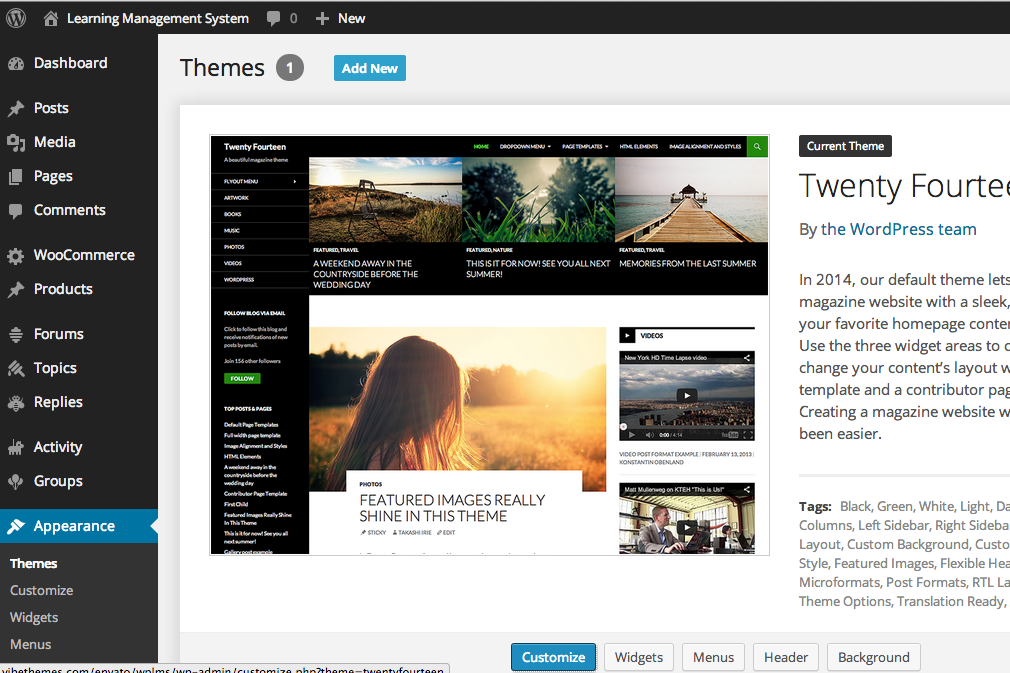 Learning Management System 0 New
Dashboard
Posts
Media
Pages
Comments
WooCommerce
Products
Forums
Topics
Replies
Activity
Groups
Appearance
Themes
Customize
Widgets
Menus
vibethemes.com/envato/wplms/wp-admin/customize.php?theme=twentyfourteen
Themes 1 Add New
Twenty Fourteen
A beautiful magazine theme
HOME DROPDOWN MENU PAGE TEMPLATES HTML ELEMENTS IMAGE ALIGNMENT AND STYLES
FLYOUT MENU
ARTWORK
BOOKS
MUSIC
PHOTOS
VIDEOS
WORDPRESS
FEATURED, TRAVEL
A WEEKEND AWAY IN THE
COUNTRYSIDE BEFORE THE
WEDDING DAY
FEATURED, NATURE
THIS IS IT FOR NOW! SEE YOU ALL NEXT
SUMMER!
FEATURED, TRAVEL
MEMORIES FROM THE LAST SUMMER
FOLLOW BLOG VIA EMAIL
Click to follow this blog and
receive notifications of new
posts by email.
Join 156 other followers
FOLLOW
TOP POSTS & PAGES
Default Page Templates
Full width page template
Image Alignment and Styles
HTML Elements
A weekend away in the
countryside before the
wedding day
Contributor Page Template
First Child
Featured Images Really Shine
In This Theme
This is it for now! See you all
next summer!
Gallery post example
PHOTOS
FEATURED IMAGES REALLY
SHINE IN THIS THEME
STICKY TAKASHI IRIE EDIT
VIDEOS
New York HD Time Lapse video
0:00 / 4:14 YouTube
VIDEO POST FORMAT EXAMPLE | FEBRUARY 13, 2013 |
KONSTANTIN OBENLAND
Matt Mullenweg on KTEH "This is Us!"
Current Theme
Twenty Fourtee
By the WordPress team
In 2014, our default theme lets
magazine website with a sleek,
your favorite homepage conter
Use the three widget areas to c
change your content's layout w
template and a contributor pag
Creating a magazine website w
been easier.
Tags: Black, Green, White, Light, Da
Columns, Left Sidebar, Right Sideba
Layout, Custom Background, Custo
Style, Featured Images, Flexible Hea
Microformats, Post Formats, RTL La
Theme Options, Translation Ready,
Customize Widgets Menus Header Background